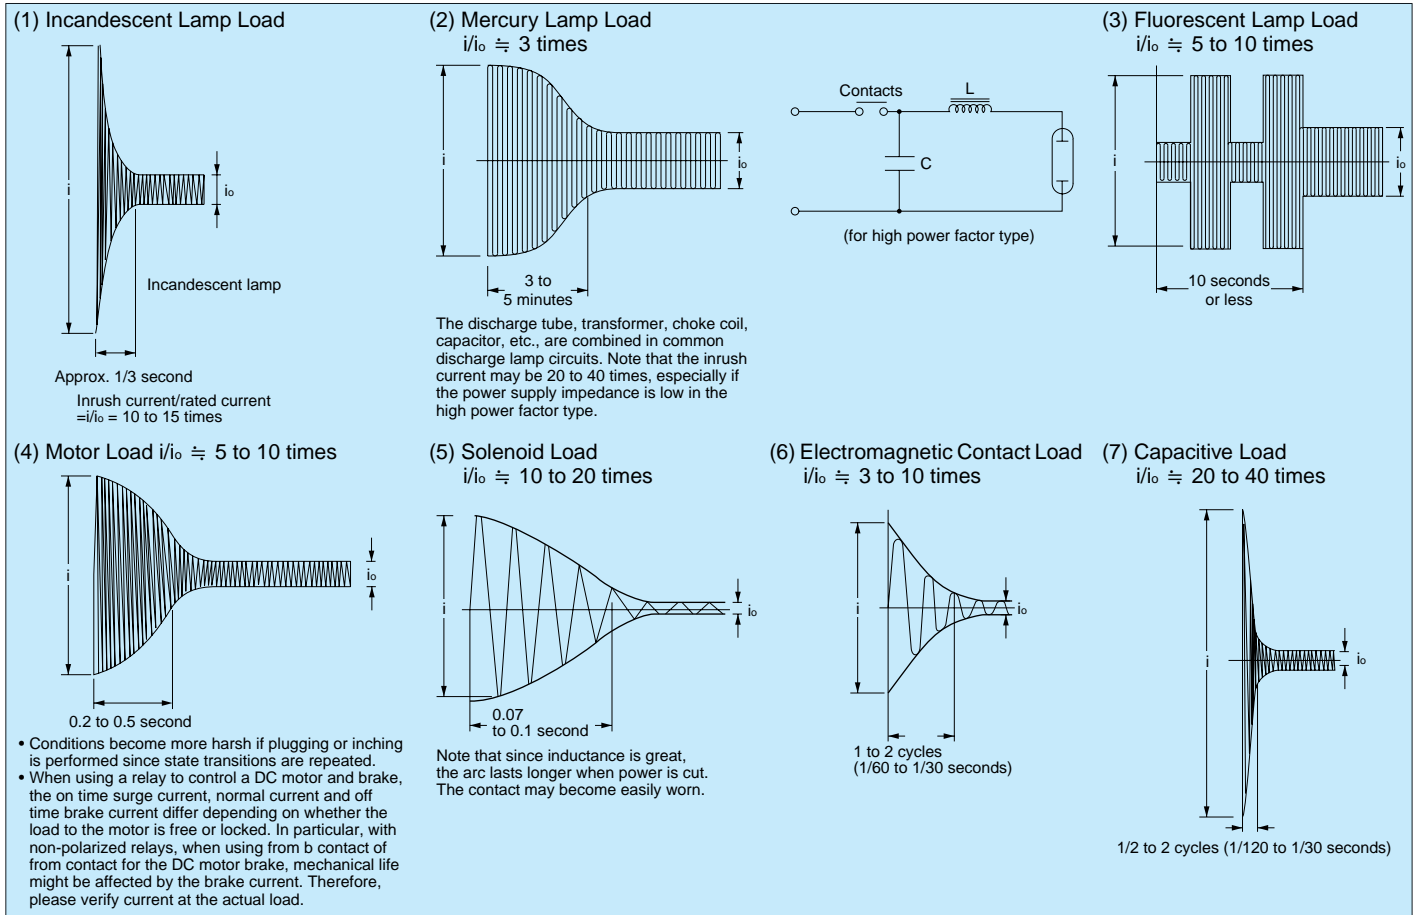 (1) Incandescent Lamp Load
i
io
Incandescent lamp
Approx. 1/3 second
Inrush current/rated current
=i/io = 10 to 15 times
(2) Mercury Lamp Load
i/io ≒ 3 times
i
io
3 to
5 minutes
The discharge tube, transformer, choke coil,
capacitor, etc., are combined in common
discharge lamp circuits. Note that the inrush
current may be 20 to 40 times, especially if
the power supply impedance is low in the
high power factor type.
Contacts
L
C
(for high power factor type)
(3) Fluorescent Lamp Load
i/io ≒ 5 to 10 times
i
io
10 seconds
or less
(4) Motor Load i/io ≒ 5 to 10 times
i
io
0.2 to 0.5 second
• Conditions become more harsh if plugging or inching
is performed since state transitions are repeated.
• When using a relay to control a DC motor and brake,
the on time surge current, normal current and off
time brake current differ depending on whether the
load to the motor is free or locked. In particular, with
non-polarized relays, when using from b contact of
from contact for the DC motor brake, mechanical life
might be affected by the brake current. Therefore,
please verify current at the actual load.
(5) Solenoid Load
i/io ≒ 10 to 20 times
i
io
0.07
to 0.1 second
Note that since inductance is great,
the arc lasts longer when power is cut.
The contact may become easily worn.
(6) Electromagnetic Contact Load
i/io ≒ 3 to 10 times
i
io
1 to 2 cycles
(1/60 to 1/30 seconds)
(7) Capacitive Load
i/io ≒ 20 to 40 times
i
io
1/2 to 2 cycles (1/120 to 1/30 seconds)